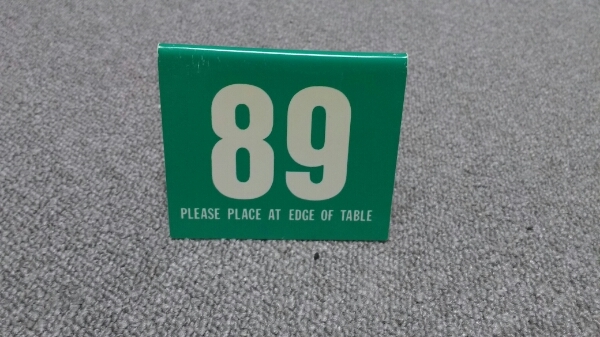 89
PLEASE PLACE AT EDGE OF TABLE